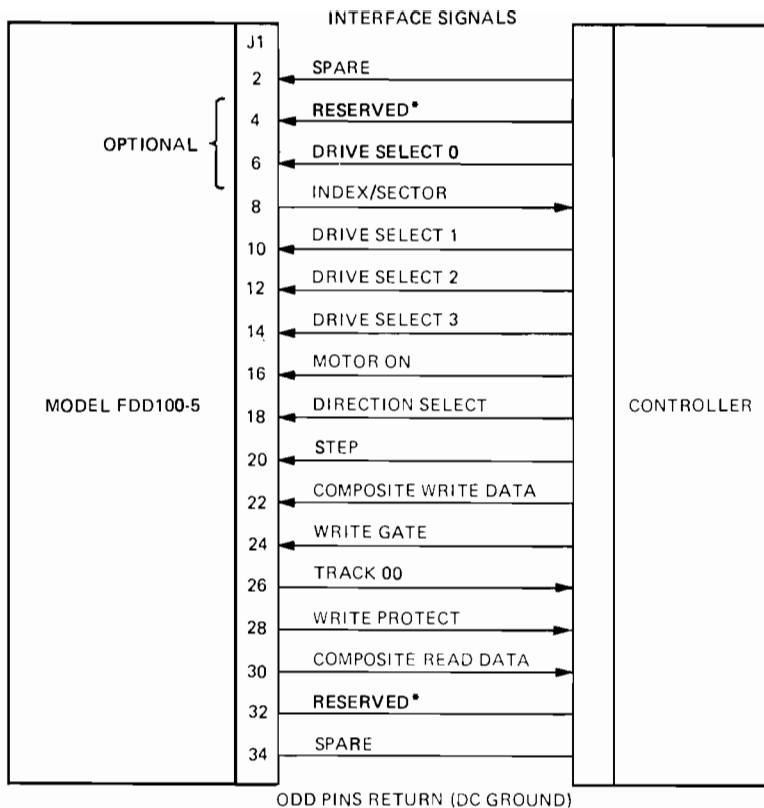 INTERFACE SIGNALS
J1
2 SPARE
OPTIONAL
4 RESERVED*
6 DRIVE SELECT 0
8 INDEX/SECTOR
10 DRIVE SELECT 1
12 DRIVE SELECT 2
14 DRIVE SELECT 3
16 MOTOR ON
MODEL FDD100-5
18 DIRECTION SELECT
CONTROLLER
20 STEP
22 COMPOSITE WRITE DATA
24 WRITE GATE
26 TRACK 00
28 WRITE PROTECT
30 COMPOSITE READ DATA
32 RESERVED*
34 SPARE
ODD PINS RETURN (DC GROUND)